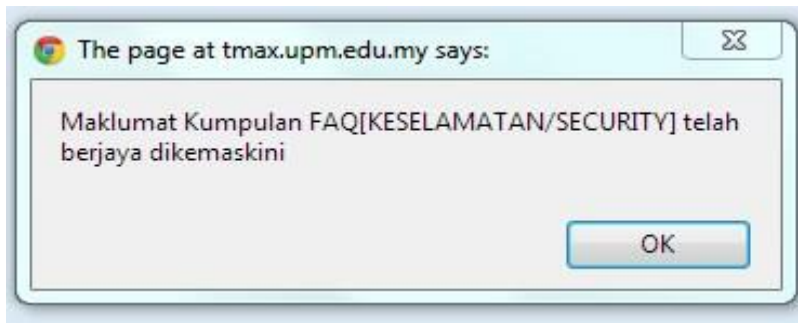 The page at tmax.upm.edu.my says:
Maklumat Kumpulan FAQ[KESELAMATAN/SECURITY] telah
berjaya dikemaskini
OK